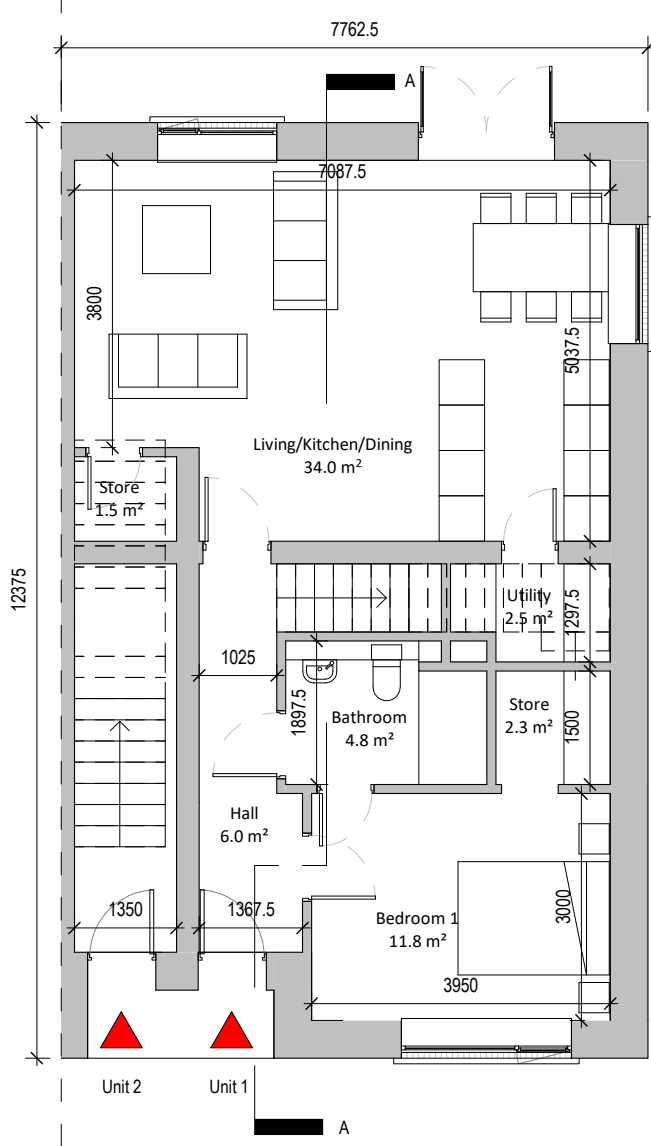 7762.5
A
7087.5
3800
5037.5
Living/Kitchen/Dining
34.0 m²
Store
1.5 m²
12375
Utility
2.5 m²
1297.5
1025
1897.5
Bathroom
4.8 m²
Store
2.3 m²
1500
Hall
6.0 m²
1350
1367.5
Bedroom 1
11.8 m²
3000
3950
Unit 2
Unit 1
A